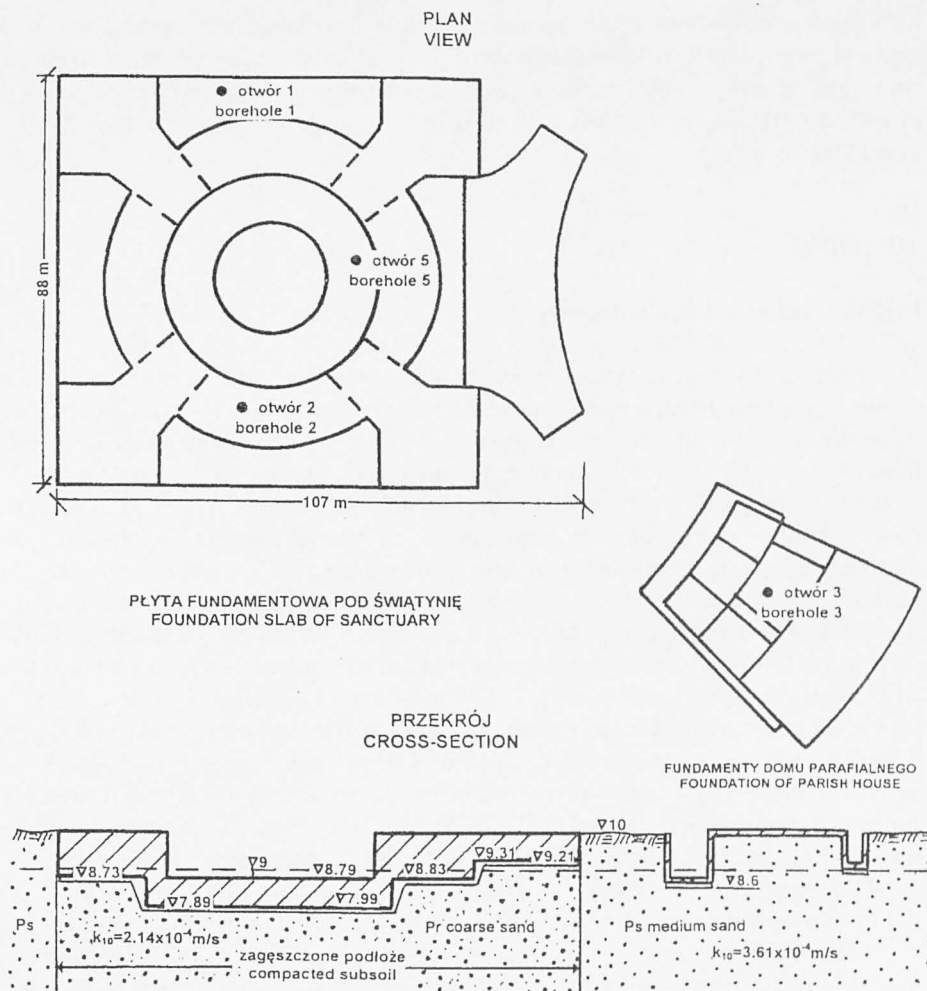 PLAN
VIEW
otwór 1
borehole 1
88 m
otwór 5
borehole 5
otwór 2
borehole 2
107 m
PŁYTA FUNDAMENTOWA POD ŚWIĄTYNIĘ
FOUNDATION SLAB OF SANCTUARY
otwór 3
borehole 3
PRZEKRÓJ
CROSS-SECTION
FUNDAMENTY DOMU PARAFIALNEGO
FOUNDATION OF PARISH HOUSE
∇10
∇8.73
∇9
∇8.79
∇8.83
∇9.31
∇9.21
∇8.6
∇7.89
∇7.99
Ps
k₁₀=2.14x10⁻⁴m/s
Pr coarse sand
Ps medium sand
k₁₀=3.61x10⁻⁴m/s
zagęszczone podłoże
compacted subsoil